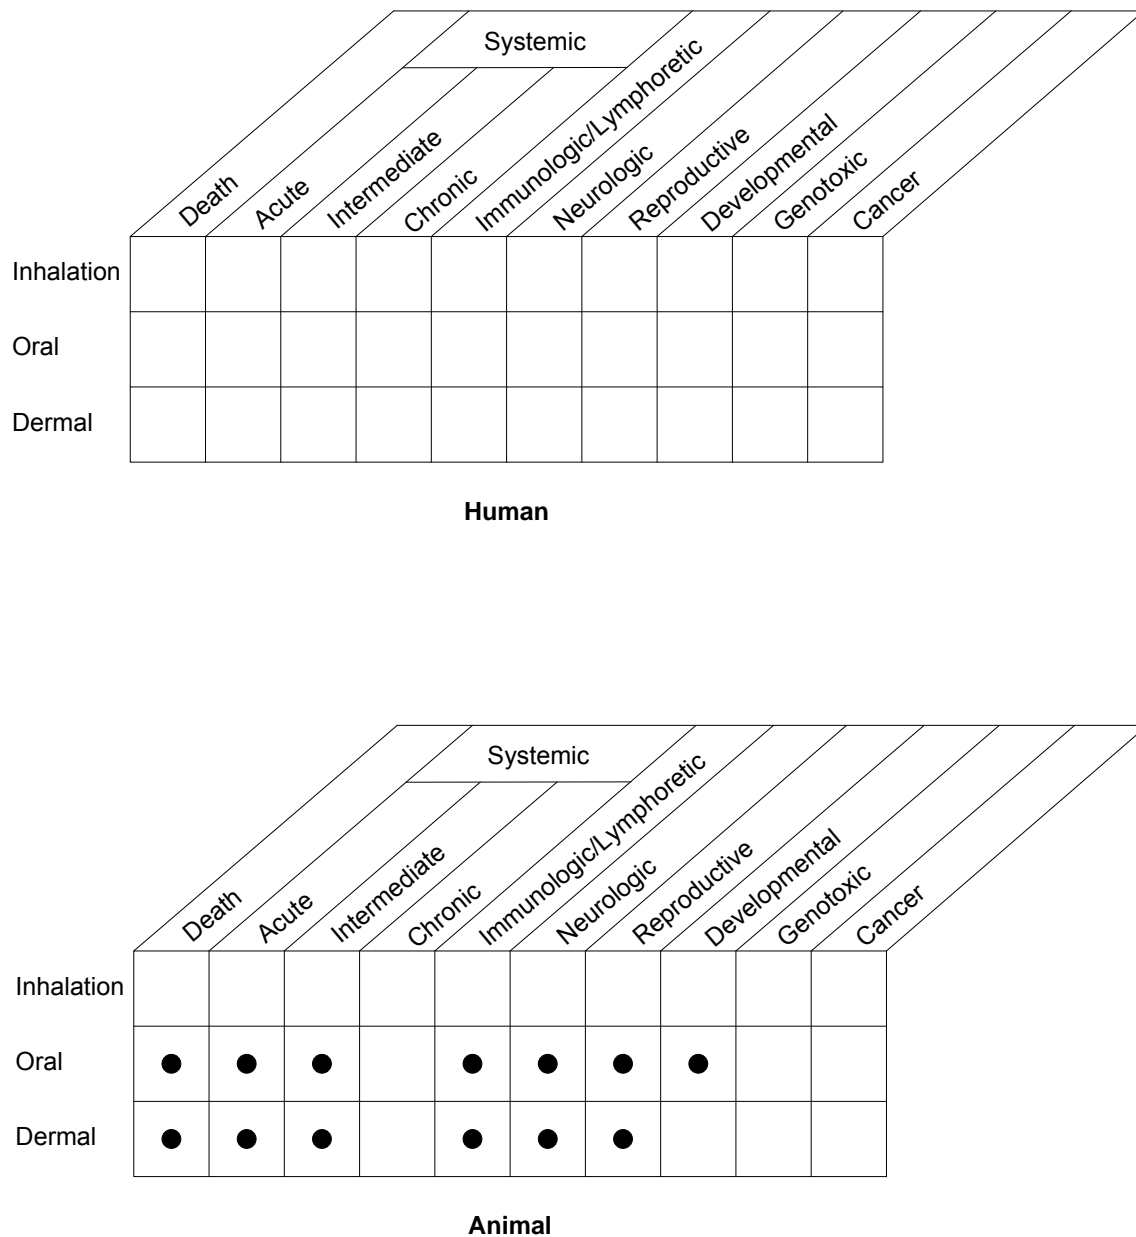 Systemic
Death
Acute
Intermediate
Chronic
Immunologic/Lymphoretic
Neurologic
Reproductive
Developmental
Genotoxic
Cancer
Inhalation
Oral
Dermal
Human
Systemic
Death
Acute
Intermediate
Chronic
Immunologic/Lymphoretic
Neurologic
Reproductive
Developmental
Genotoxic
Cancer
Inhalation
Oral
Dermal
Animal